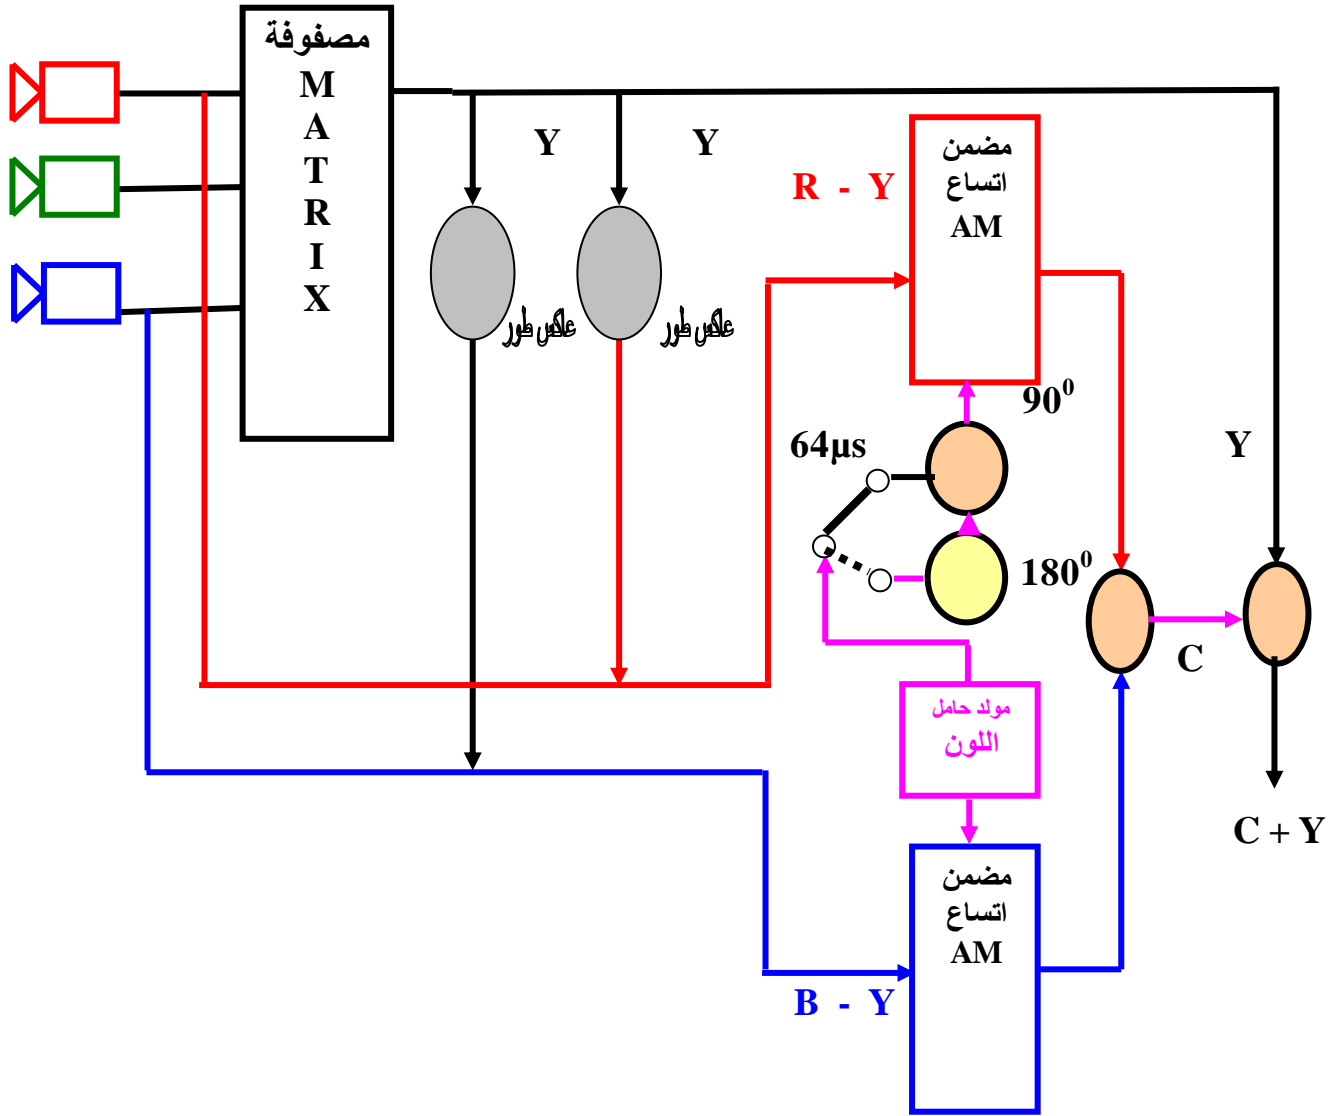 مصفوفة
M
A
T
R
I
X
Y
Y
عاكس طور
عاكس طور
R - Y
مضمن
اتساع
AM
90⁰
64µs
180⁰
Y
C
مولد حامل
اللون
C + Y
مضمن
اتساع
AM
B - Y